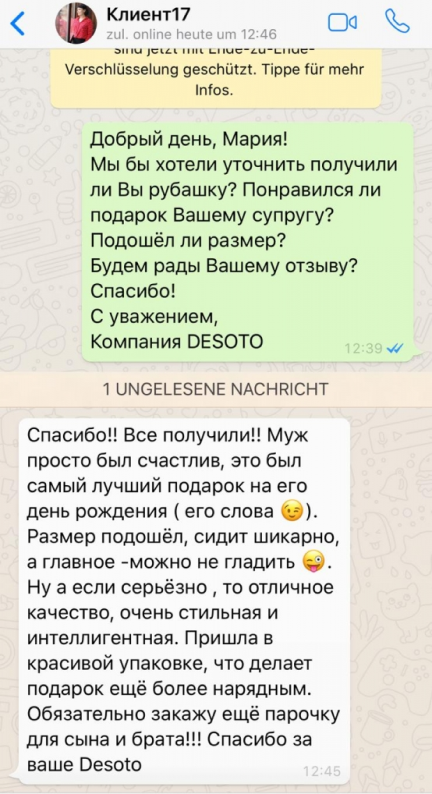 Клиент17
zul. online heute um 12:46
sind jetzt mit Ende-zu-Ende-
Verschlüsselung geschützt. Tippe für mehr
Infos.
Добрый день, Мария!
Мы бы хотели уточнить получили
ли Вы рубашку? Понравился ли
подарок Вашему супругу?
Подошёл ли размер?
Будем рады Вашему отзыву?
Спасибо!
С уважением,
Компания DESOTO
12:39
1 UNGELESENE NACHRICHT
Спасибо!! Все получили!! Муж
просто был счастлив, это был
самый лучший подарок на его
день рождения ( его слова 😉).
Размер подошёл, сидит шикарно,
а главное -можно не гладить 😜.
Ну а если серьёзно , то отличное
качество, очень стильная и
интеллигентная. Пришла в
красивой упаковке, что делает
подарок ещё более нарядным.
Обязательно закажу ещё парочку
для сына и брата!!! Спасибо за
ваше Desoto
12:45